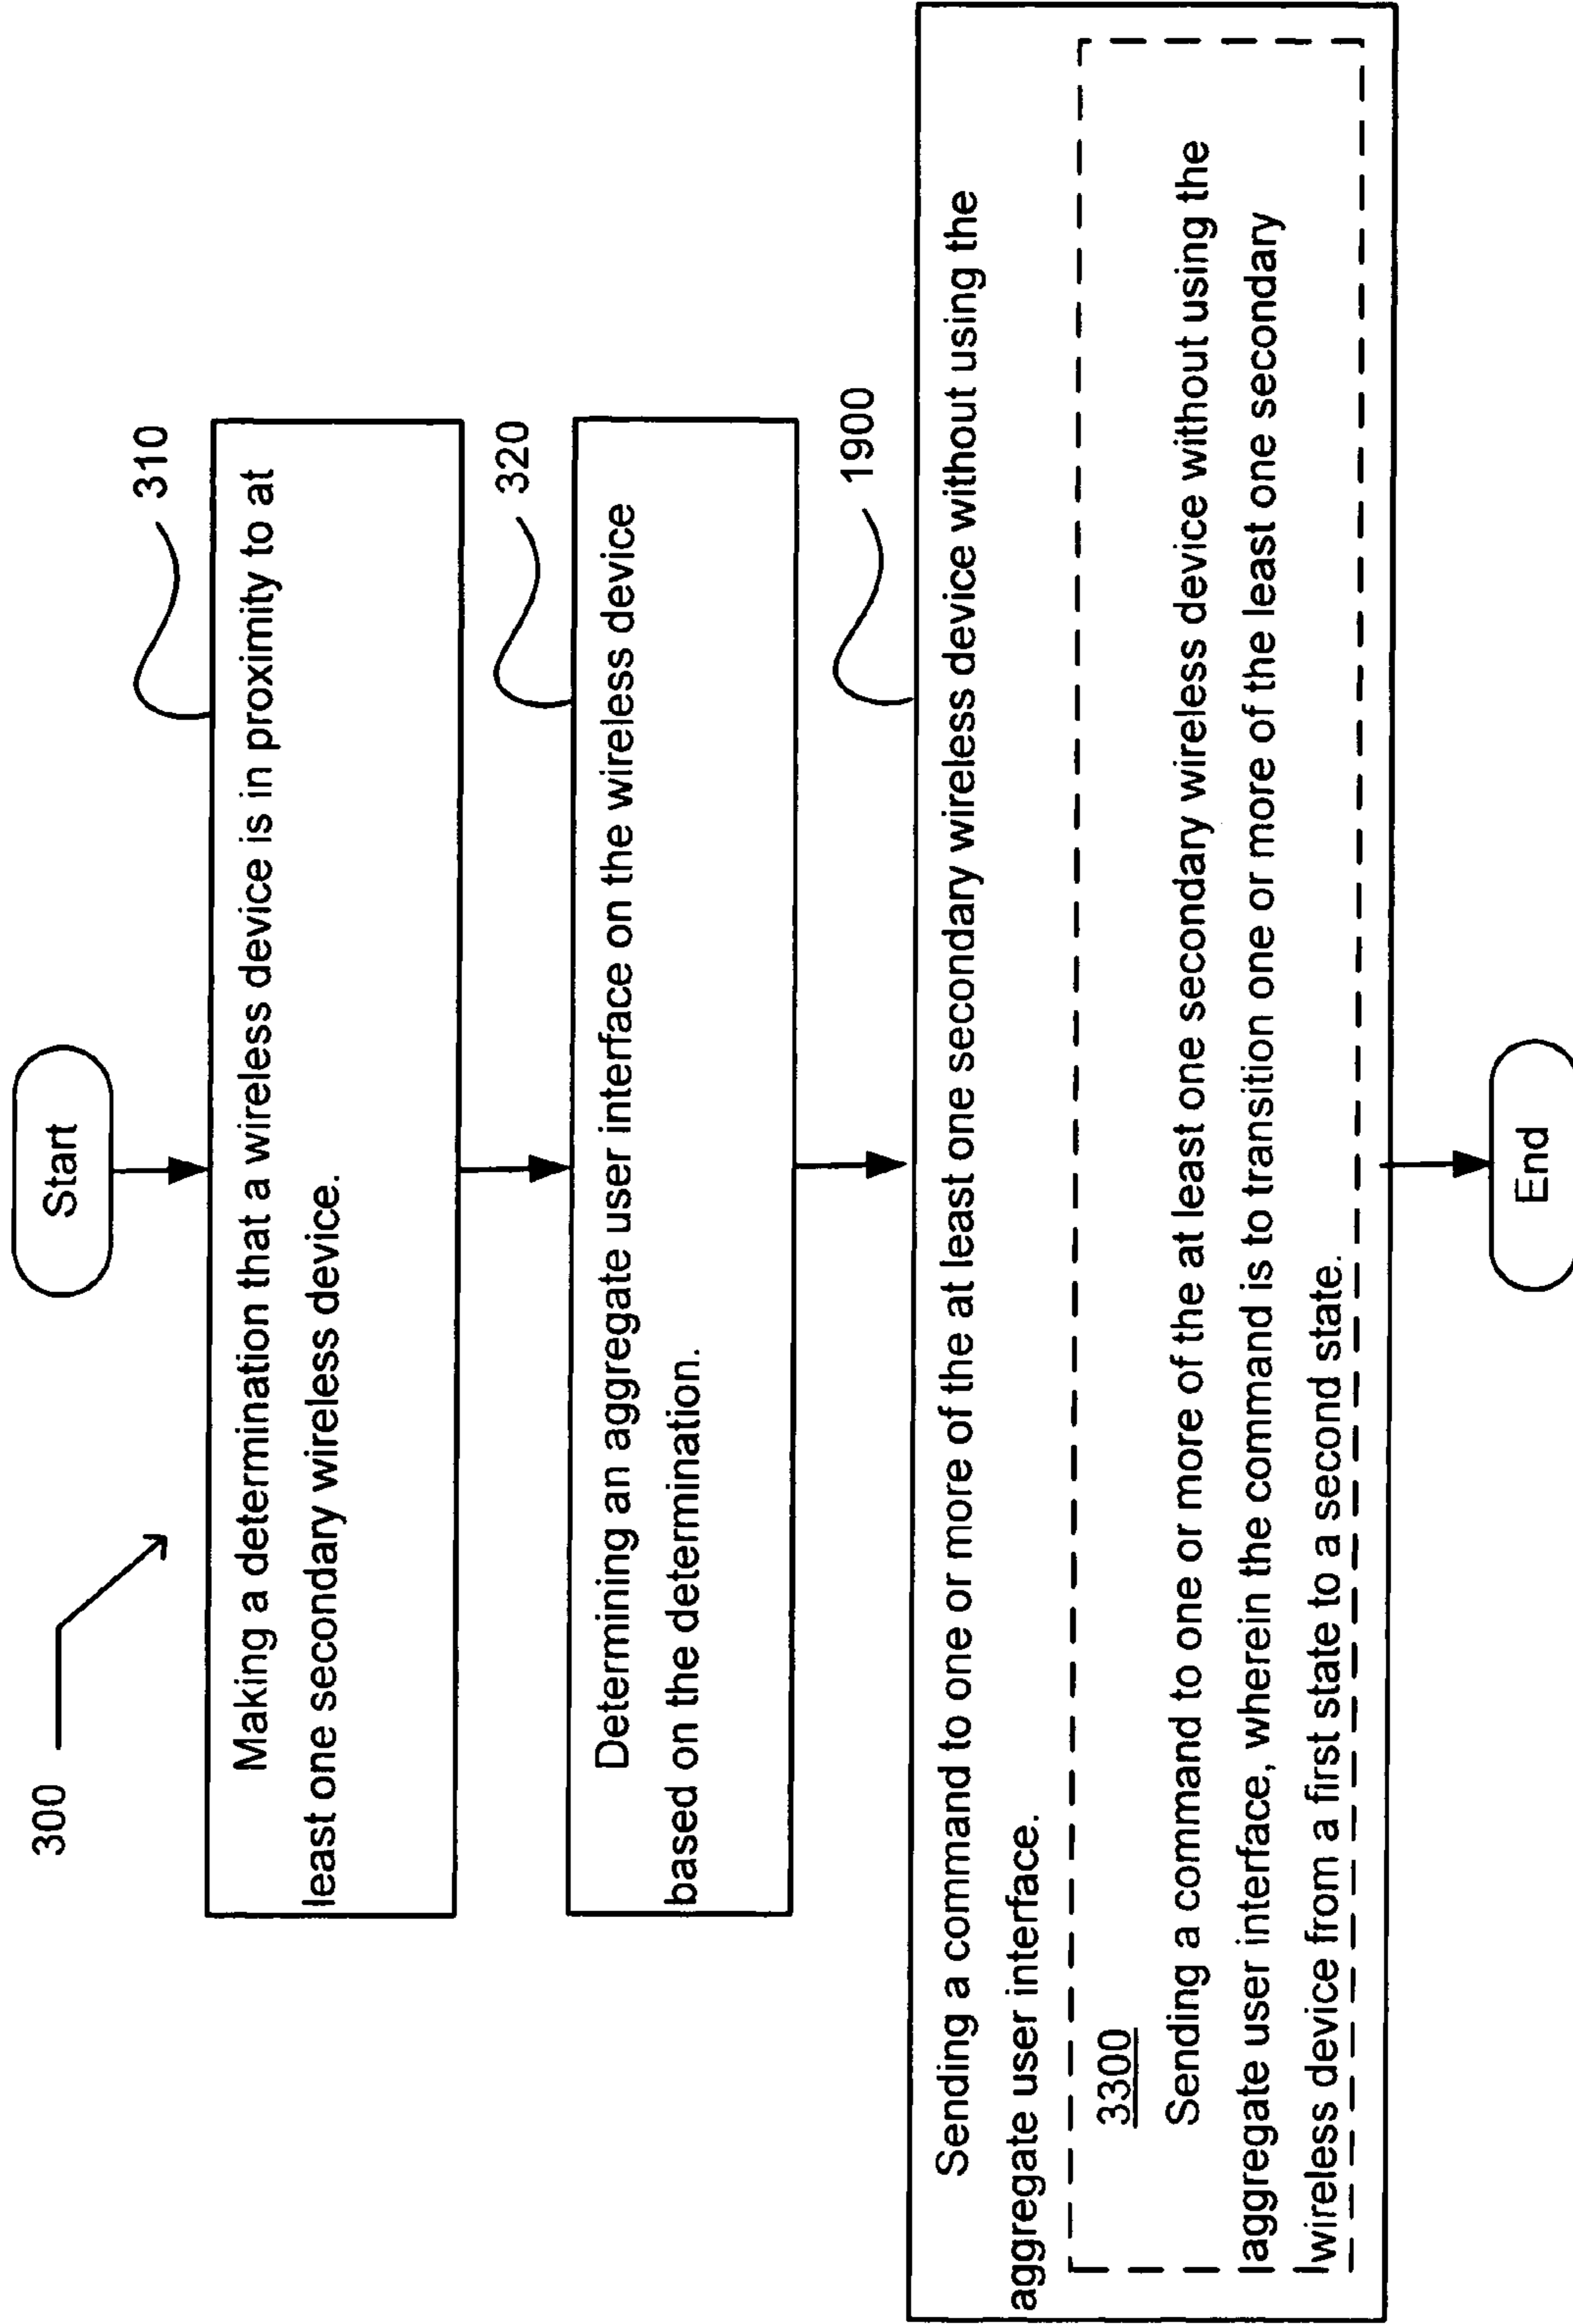 300
Start
310
Making a determination that a wireless device is in proximity to at
least one secondary wireless device.
320
Determining an aggregate user interface on the wireless device
based on the determination.
1900
Sending a command to one or more of the at least one secondary wireless device without using the
aggregate user interface.
3300
Sending a command to one or more of the at least one secondary wireless device without using the
aggregate user interface, wherein the command is to transition one or more of the least one secondary
wireless device from a first state to a second state.
End